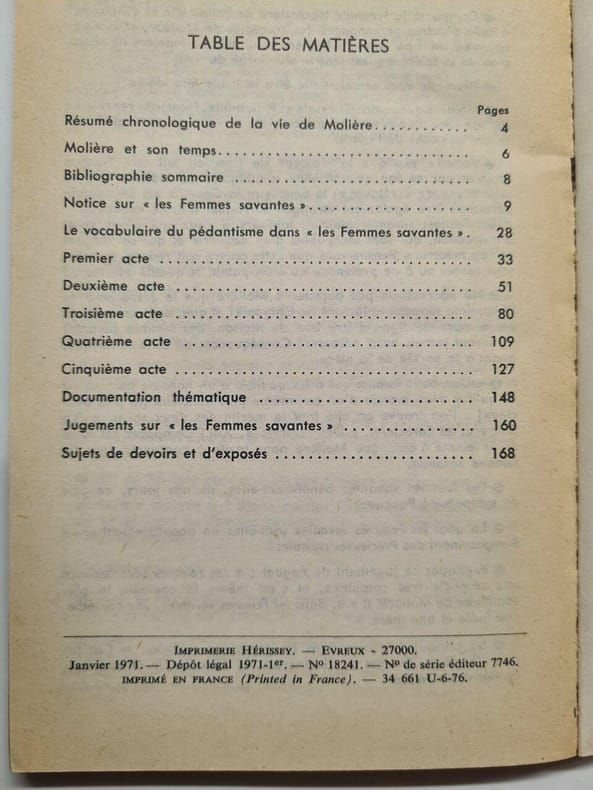 TABLE DES MATIÈRES
Pages
Résumé chronologique de la vie de Molière............ 4
Molière et son temps................................ 6
Bibliographie sommaire .............................. 8
Notice sur « les Femmes savantes ».................... 9
Le vocabulaire du pédantisme dans « les Femmes savantes ». 28
Premier acte ...................................... 33
Deuxième acte .................................... 51
Troisième acte .................................... 80
Quatrième acte ................................... 109
Cinquième acte .................................... 127
Documentation thématique .......................... 148
Jugements sur « les Femmes savantes » ............... 160
Sujets de devoirs et d'exposés ....................... 168
IMPRIMERIE HÉRISSEY. — EVREUX - 27000.
Janvier 1971. — Dépôt légal 1971-1er. — No 18241. — No de série éditeur 7746.
IMPRIMÉ EN FRANCE (Printed in France). — 34 661 U-6-76.